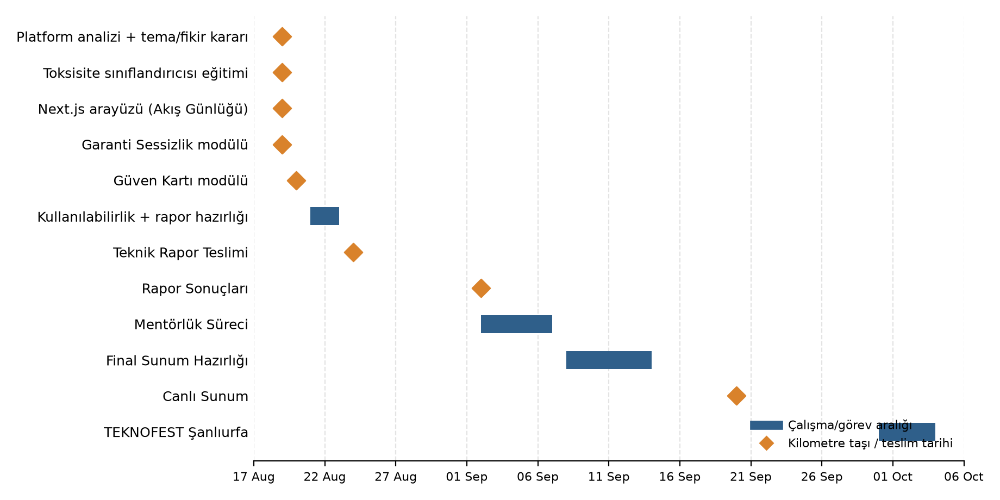 Platform analizi + tema/fikir kararı
Toksisite sınıflandırıcısı eğitimi
Next.js arayüzü (Akış Günlüğü)
Garanti Sessizlik modülü
Güven Kartı modülü
Kullanılabilirlik + rapor hazırlığı
Teknik Rapor Teslimi
Rapor Sonuçları
Mentörlük Süreci
Final Sunum Hazırlığı
Canlı Sunum
TEKNOFEST Şanlıurfa
Çalışma/görev aralığı
Kilometre taşı / teslim tarihi
17 Aug 22 Aug 27 Aug 01 Sep 06 Sep 11 Sep 16 Sep 21 Sep 26 Sep 01 Oct 06 Oct